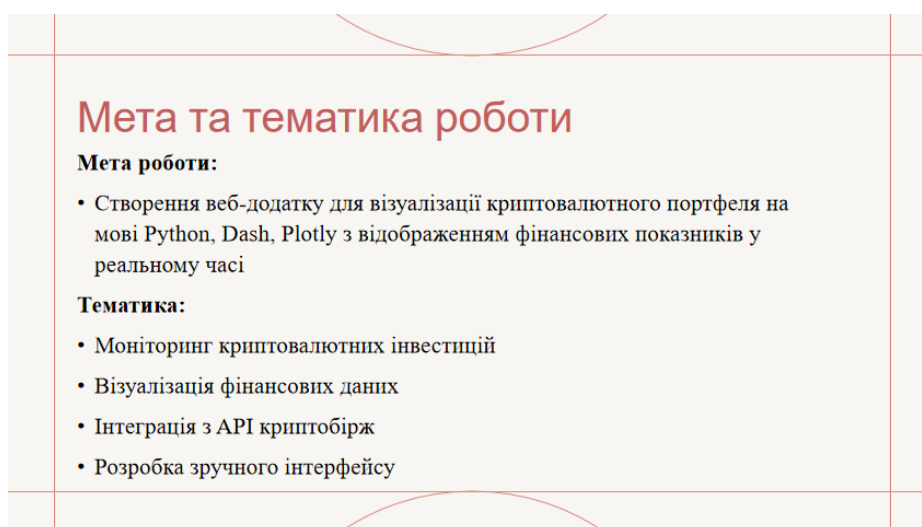 Мета та тематика роботи
Мета роботи:
• Створення веб-додатку для візуалізації криптовалютного портфеля на
мові Python, Dash, Plotly з відображенням фінансових показників у
реальному часі
Тематика:
• Моніторинг криптовалютних інвестицій
• Візуалізація фінансових даних
• Інтеграція з API криптобірж
• Розробка зручного інтерфейсу